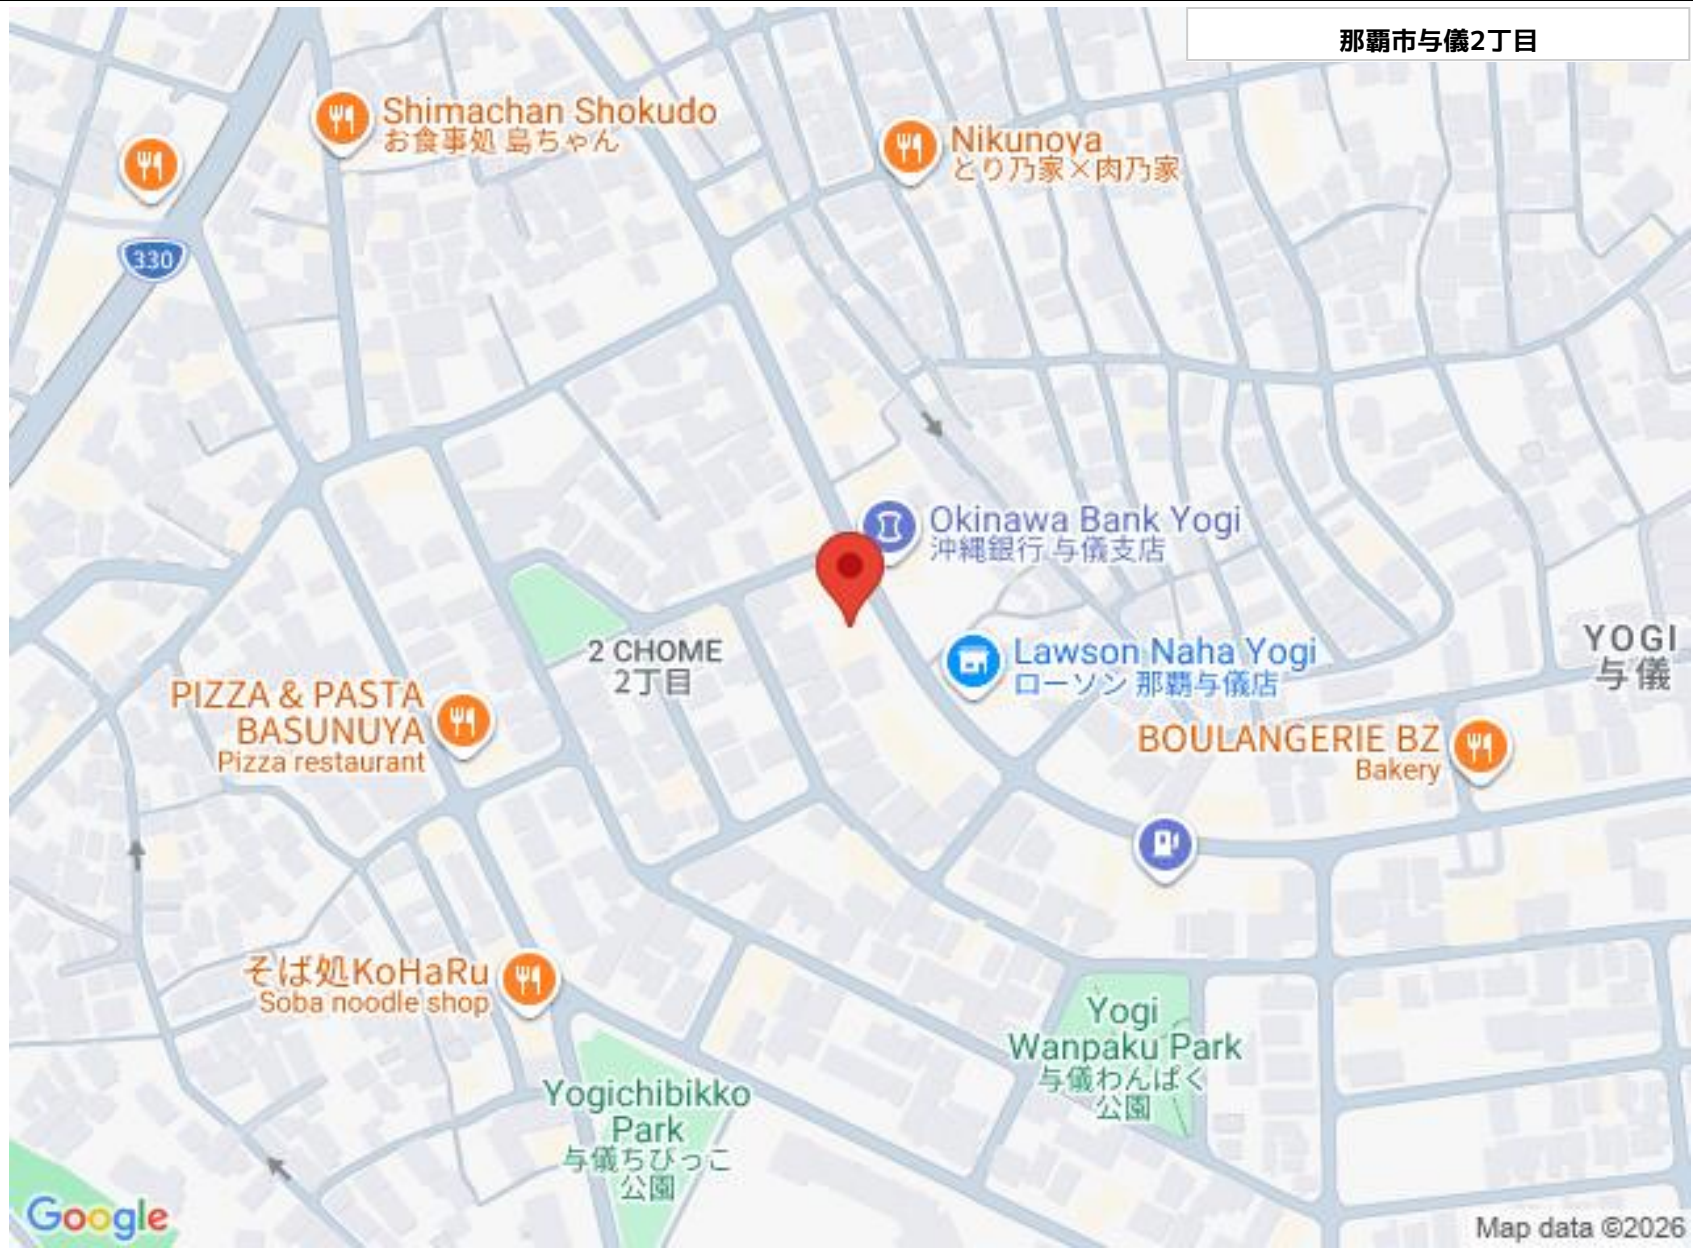 那覇市与儀2丁目
Shimachan Shokudo
お食事処 島ちゃん
Nikunoya
とり乃家×肉乃家
330
Okinawa Bank Yogi
沖縄銀行 与儀支店
2 CHOME
2丁目
Lawson Naha Yogi
ローソン 那覇与儀店
YOGI
与儀
PIZZA & PASTA
BASUNUYA
Pizza restaurant
BOULANGERIE BZ
Bakery
そば処KoHaRu
Soba noodle shop
Yogi
Wanpaku Park
与儀わんぱく
公園
Yogichibikko
Park
与儀ちびっこ
公園
Google
Map data ©2026